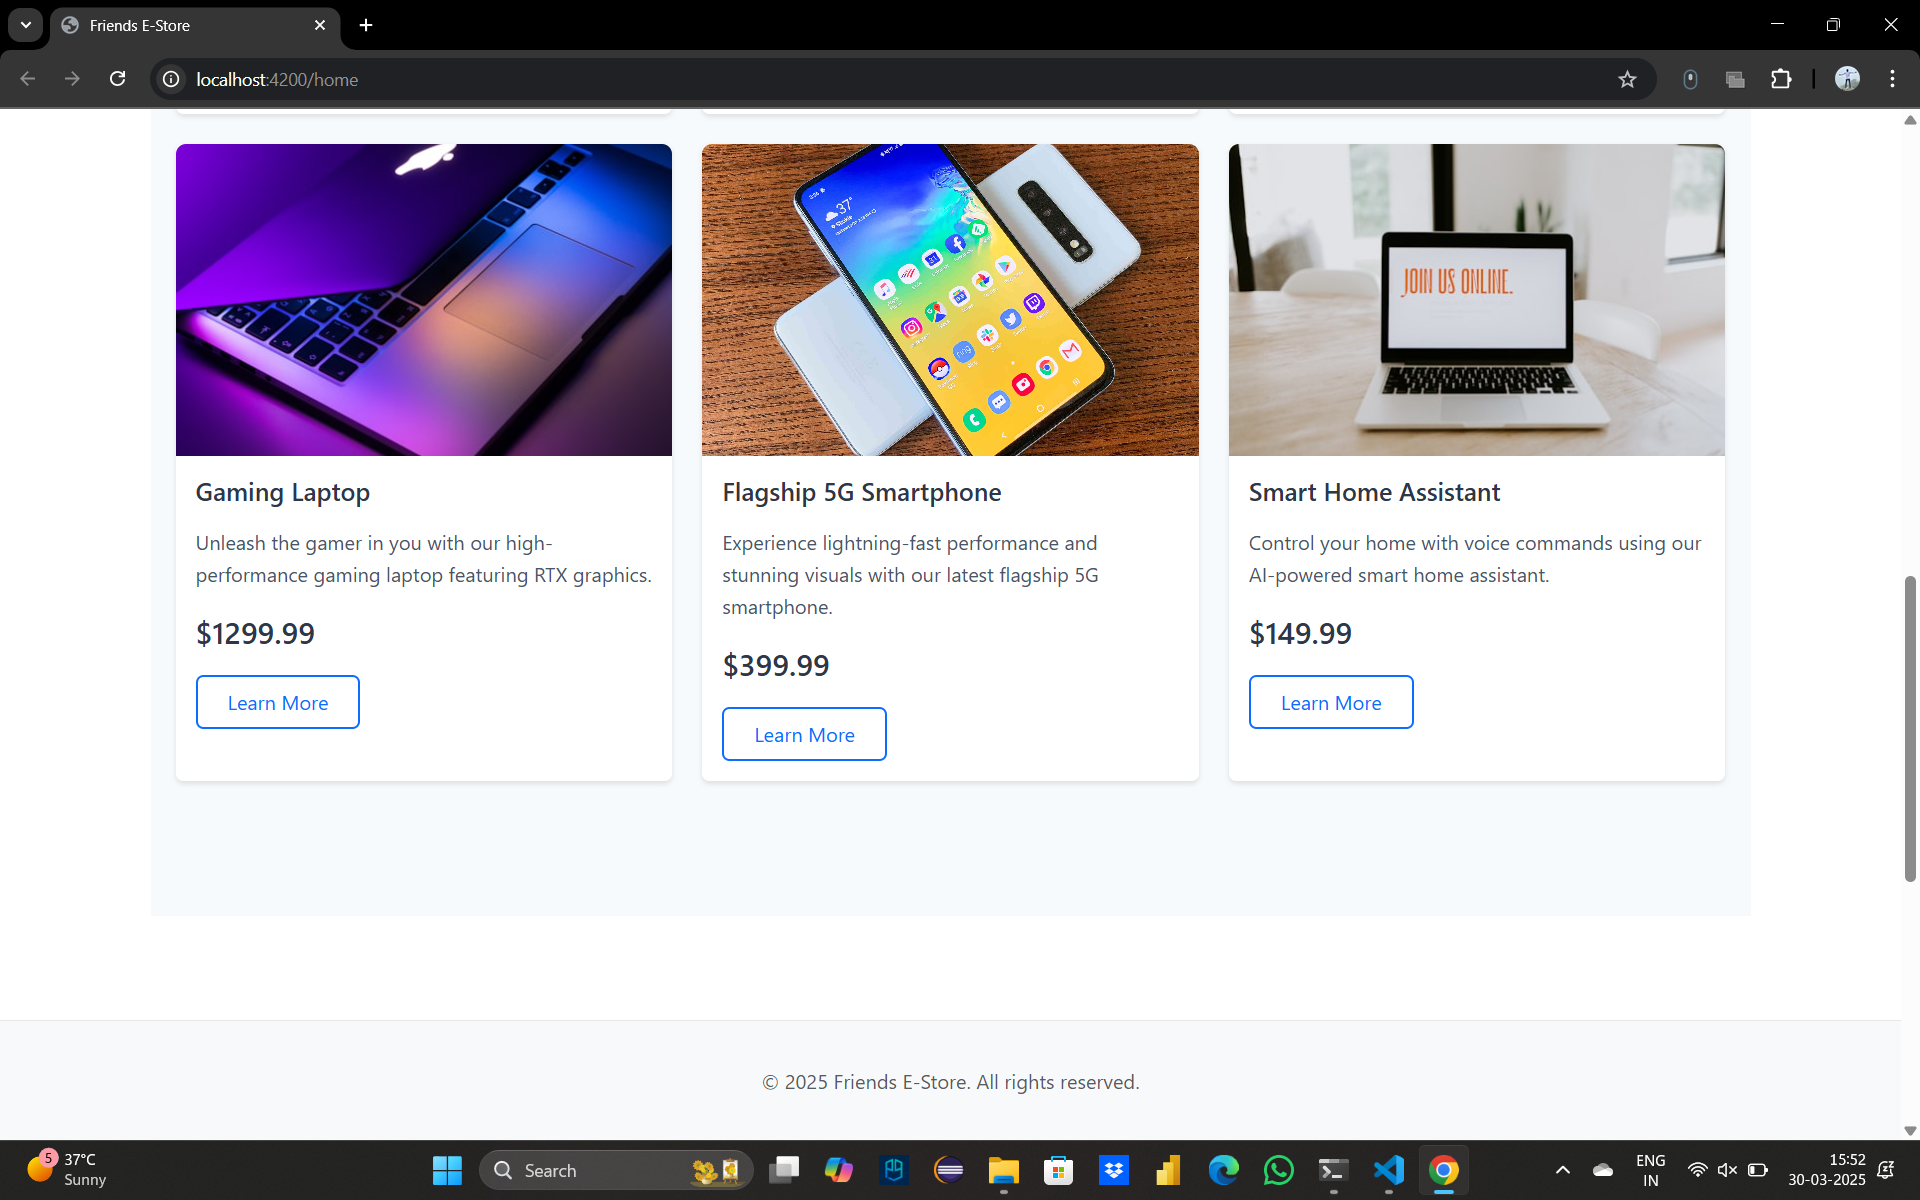 Friends E-Store
localhost:4200/home
JOIN US ONLINE.
Gaming Laptop
Unleash the gamer in you with our high-
performance gaming laptop featuring RTX graphics.
$1299.99
Learn More
Flagship 5G Smartphone
Experience lightning-fast performance and
stunning visuals with our latest flagship 5G
smartphone.
$399.99
Learn More
Smart Home Assistant
Control your home with voice commands using our
AI-powered smart home assistant.
$149.99
Learn More
© 2025 Friends E-Store. All rights reserved.
5
37°C
Sunny
Search
ENG
IN
15:52
30-03-2025